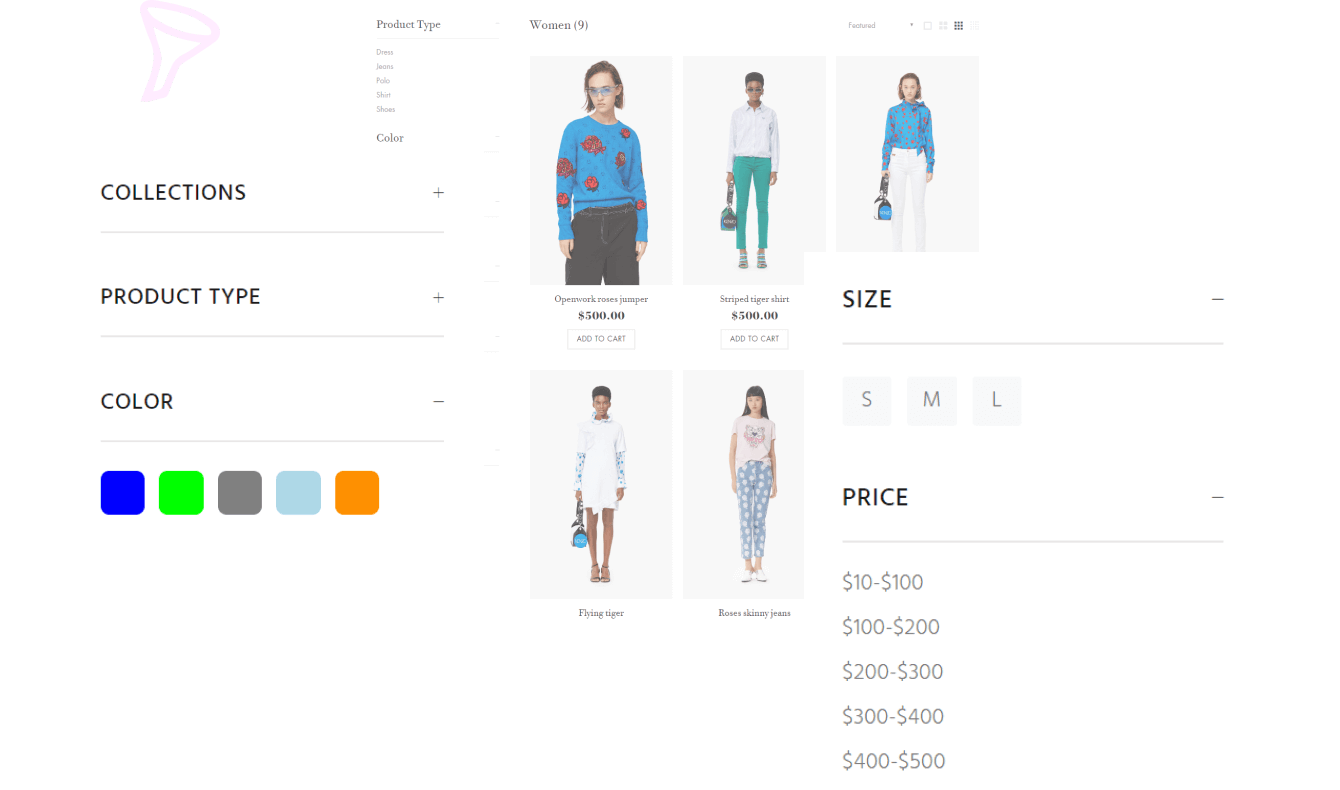 Product Type
Dress
Jeans
Polo
Shirt
Shoes
Color
COLLECTIONS
PRODUCT TYPE
COLOR
Women (9)
Featured
Openwork roses jumper
$500.00
ADD TO CART
Striped tiger shirt
$500.00
ADD TO CART
Flying tiger
Roses skinny jeans
SIZE
S M L
PRICE
$10-$100
$100-$200
$200-$300
$300-$400
$400-$500